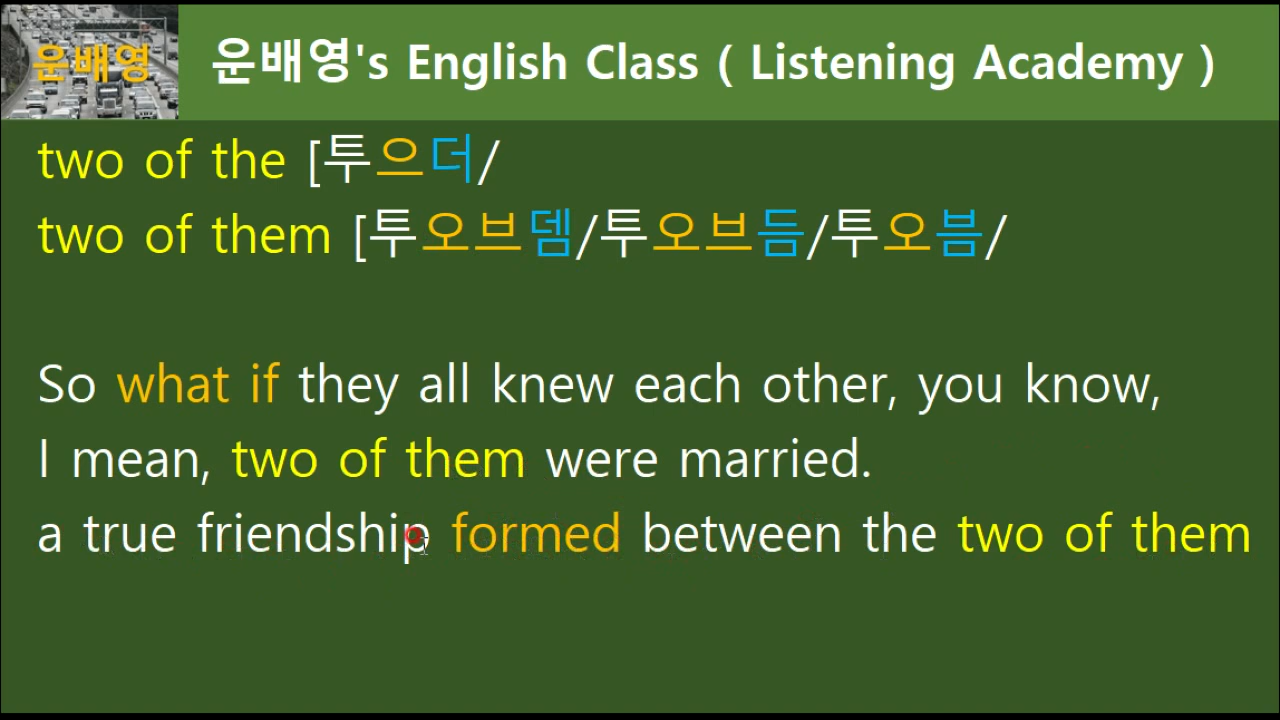 운배영
운배영's English Class ( Listening Academy )
two of the [투으더/
two of them [투오브뎀/투오브듬/투오븜/
So what if they all knew each other, you know,
I mean, two of them were married.
a true friendship formed between the two of them